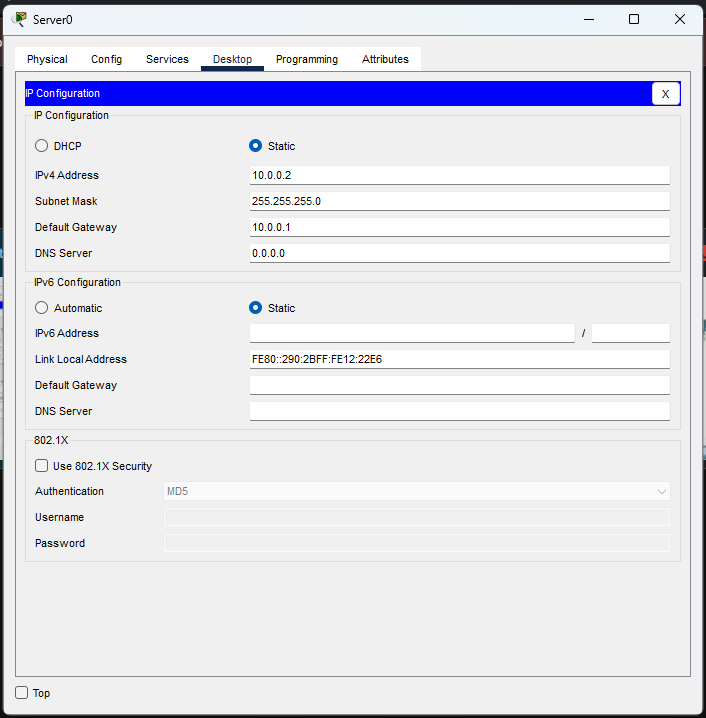 Server0
Physical Config Services Desktop Programming Attributes
IP Configuration X
IP Configuration
DHCP Static
IPv4 Address 10.0.0.2
Subnet Mask 255.255.255.0
Default Gateway 10.0.0.1
DNS Server 0.0.0.0
IPv6 Configuration
Automatic Static
IPv6 Address /
Link Local Address FE80::290:2BFF:FE12:22E6
Default Gateway
DNS Server
802.1X
Use 802.1X Security
Authentication MD5
Username
Password
Top